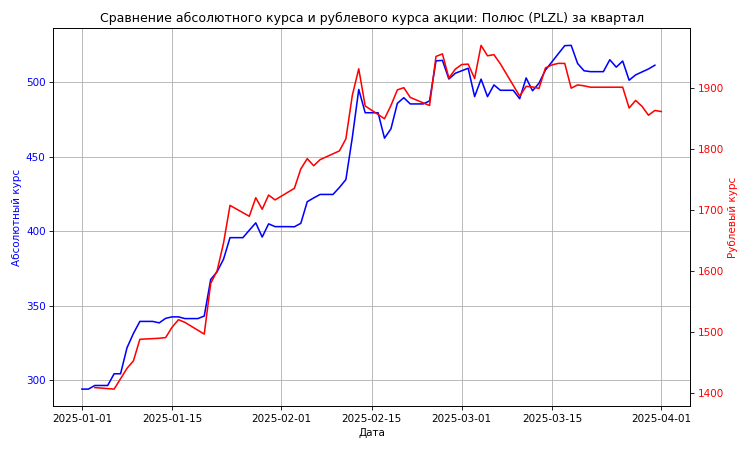 Сравнение абсолютного курса и рублевого курса акции: Полюс (PLZL) за квартал
Абсолютный курс
500
450
400
350
300
Рублевый курс
1900
1800
1700
1600
1500
1400
2025-01-01 2025-01-15 2025-02-01 2025-02-15 2025-03-01 2025-03-15 2025-04-01
Дата